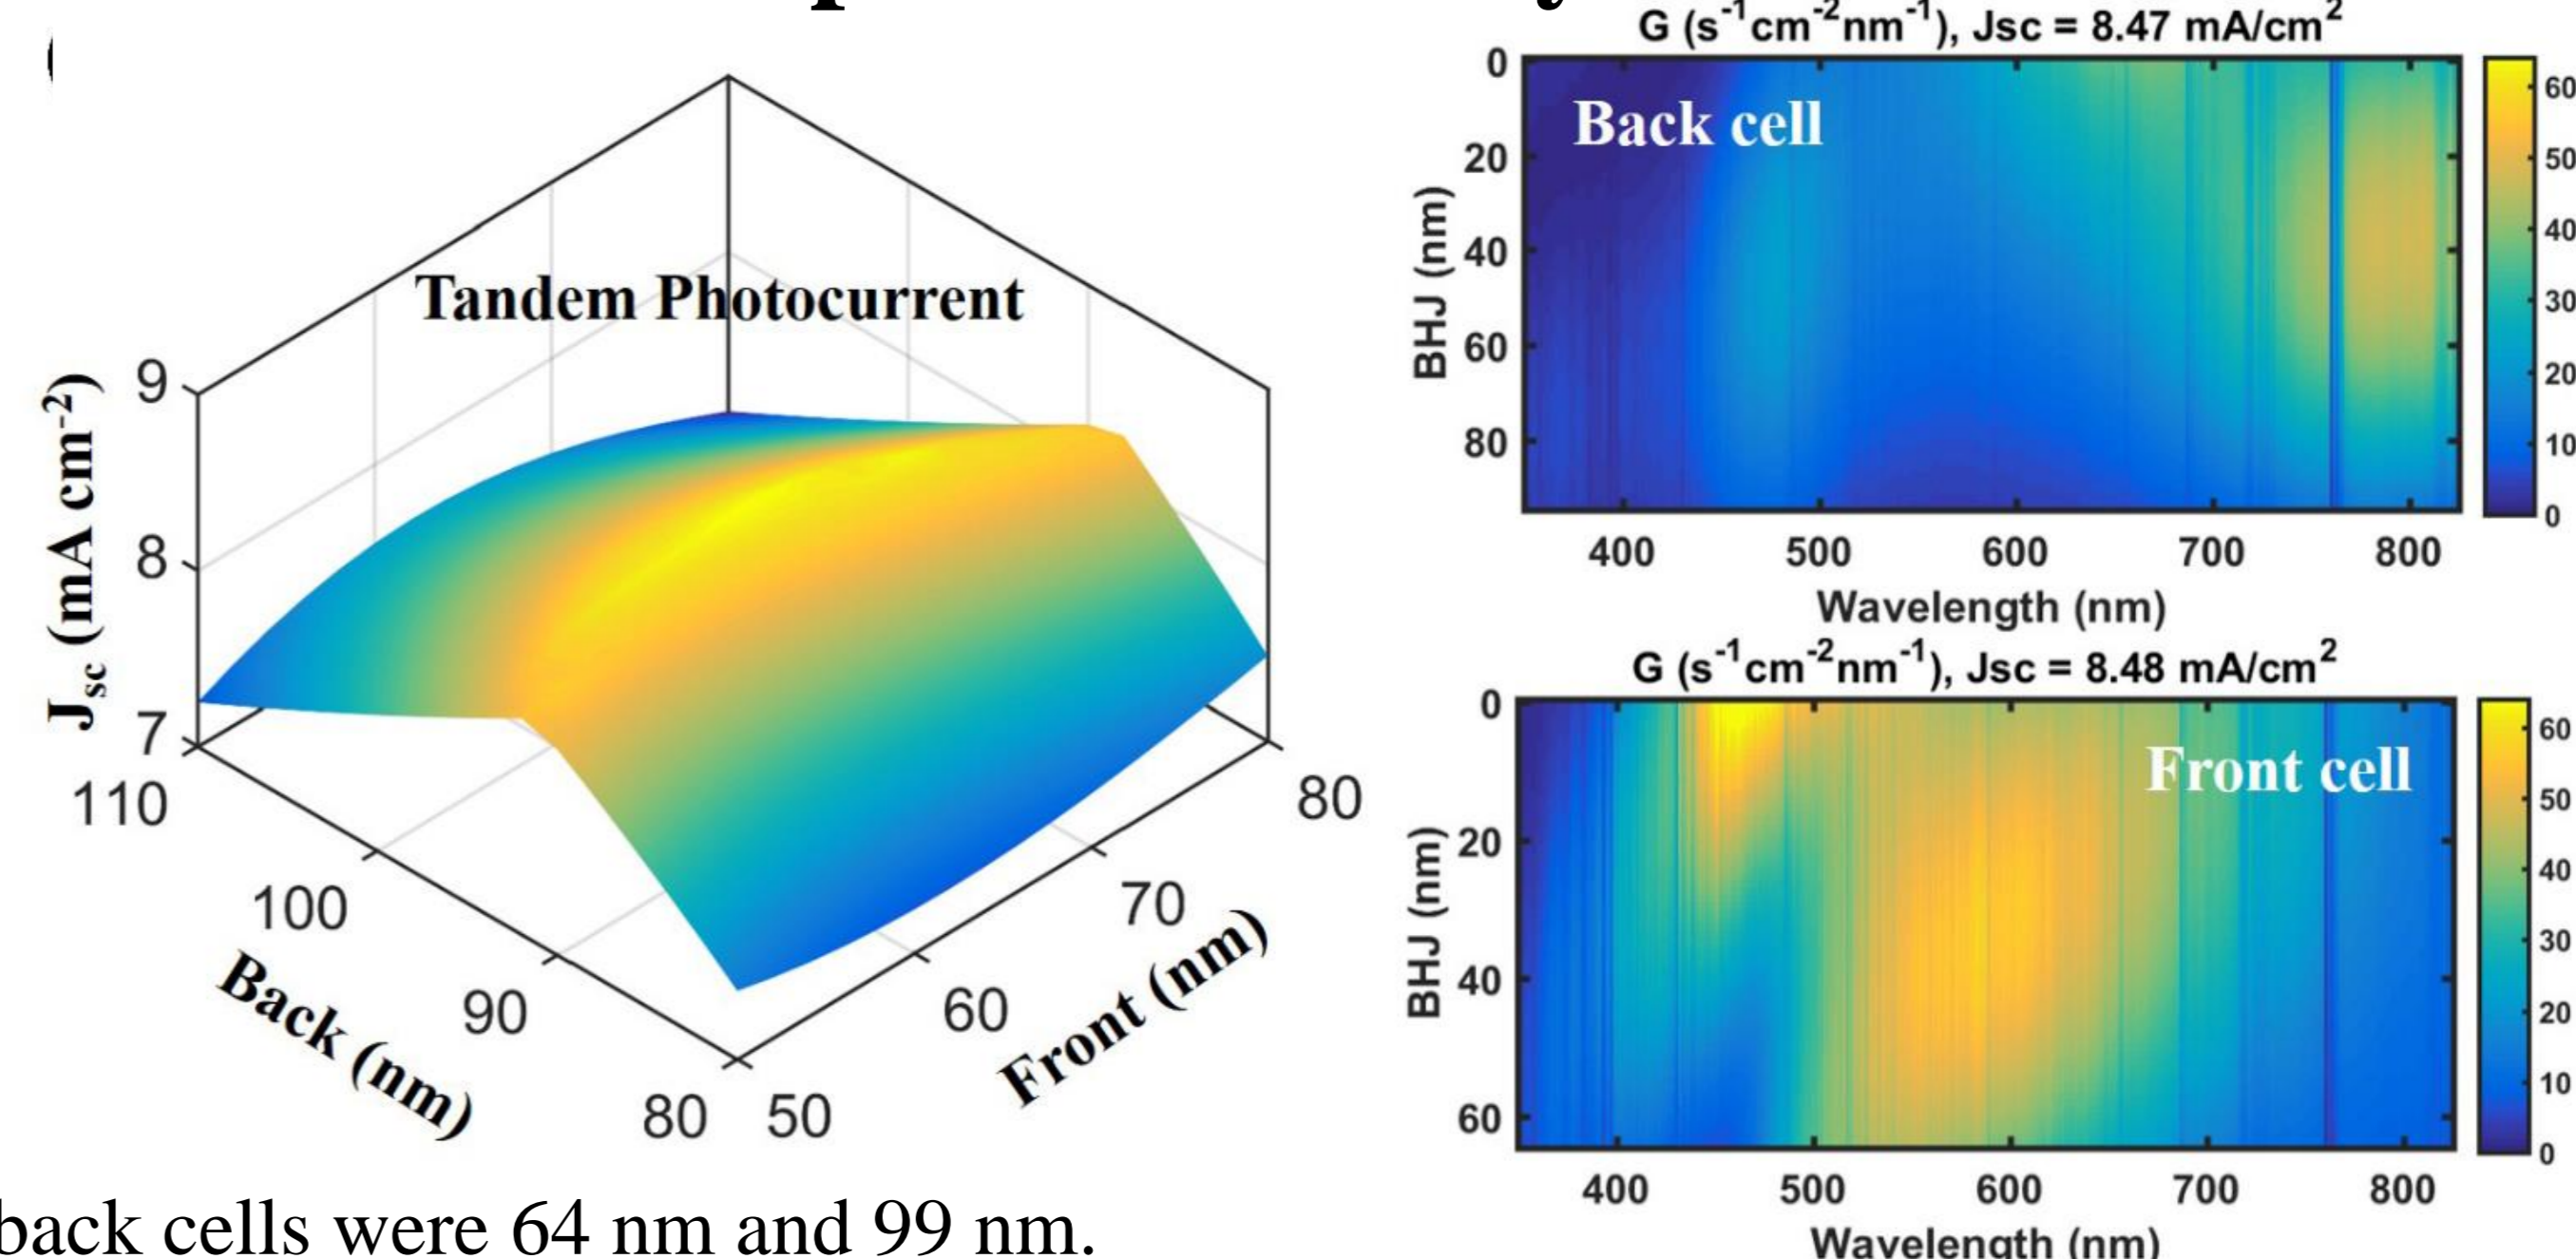 Tandem Photocurrent
Jsc (mA cm⁻²)
9
8
7
110
100
90
80
Back (nm)
50
60
70
80
Front (nm)
G (s⁻¹cm⁻²nm⁻¹), Jsc = 8.47 mA/cm²
Back cell
BHJ (nm)
0
20
40
60
80
400 500 600 700 800
Wavelength (nm)
60
50
40
30
20
10
0
G (s⁻¹cm⁻²nm⁻¹), Jsc = 8.48 mA/cm²
Front cell
BHJ (nm)
0
20
40
60
400 500 600 700 800
Wavelength (nm)
60
50
40
30
20
10
0
back cells were 64 nm and 99 nm.